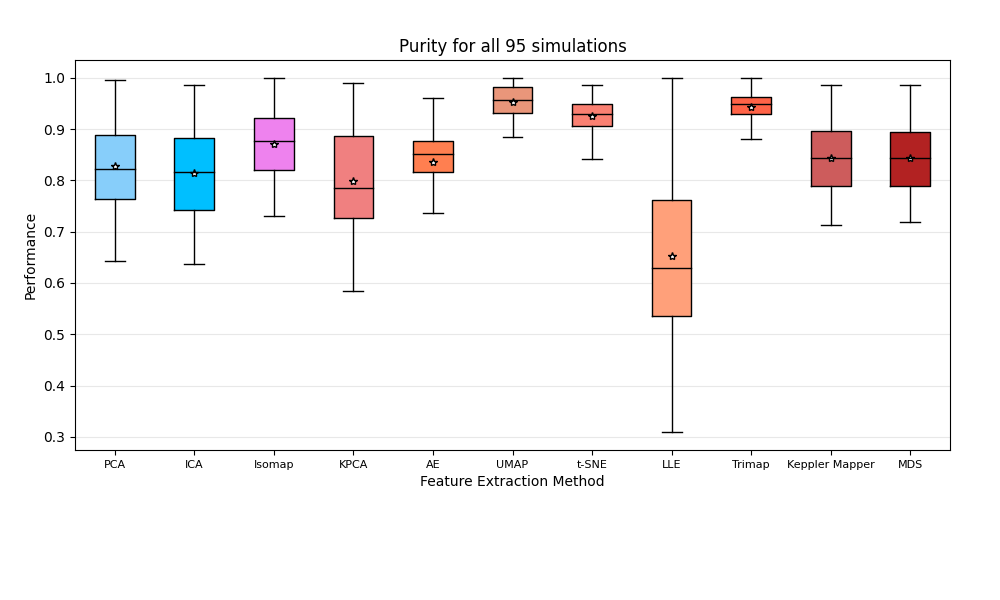 Purity for all 95 simulations
Performance
1.0
0.9
0.8
0.7
0.6
0.5
0.4
0.3
PCA ICA Isomap KPCA AE UMAP t-SNE LLE Trimap Keppler Mapper MDS
Feature Extraction Method